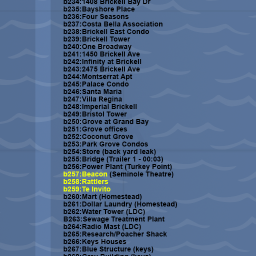 b234:1408 Brickell Bay Dr
b235:Bayshore Place
b236:Four Seasons
b237:Costa Bella Association
b238:Brickell East Condo
b239:Brickell Tower
b240:One Broadway
b241:1450 Brickell Ave
b242:Infinity at Brickell
b243:2475 Brickell Ave
b244:Montserrat Apt
b245:Palace Condo
b246:Santa Maria
b247:Villa Regina
b248:Imperial Brickell
b249:Bristol Tower
b250:Grove at Grand Bay
b251:Grove offices
b252:Coconut Grove
b253:Park Grove Condos
b254:Store (back yard leak)
b255:Bridge (Trailer 1 - 00:03)
b256:Power Plant (Turkey Point)
b257:Beacon (Seminole Theatre)
b258:Rattlers
b259:Te Invito
b260:Mart (Homestead)
b261:Dollar Laundry (Homestead)
b262:Water Tower (LDC)
B263:Sewage Treatment Plant
b264:Radio Mast (LDC)
b265:Research/Poacher Shack
b266:Keys Houses
b267:Blue Structure (keys)